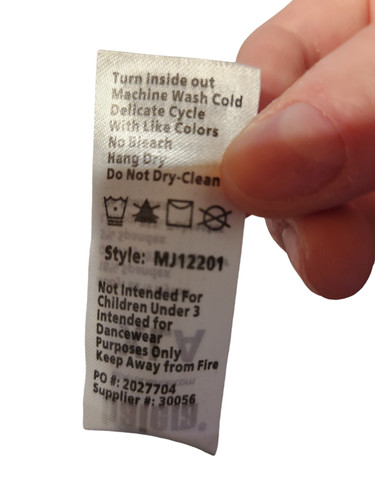 Turn inside out
Machine Wash Cold
Delicate Cycle
With Like Colors
No Bleach
Hang Dry
Do Not Dry-Clean
Style: MJ12201
Not Intended For
Children Under 3
Intended for
Dancewear
Purposes Only
Keep Away from Fire
PO #: 2027704
Supplier #: 30056